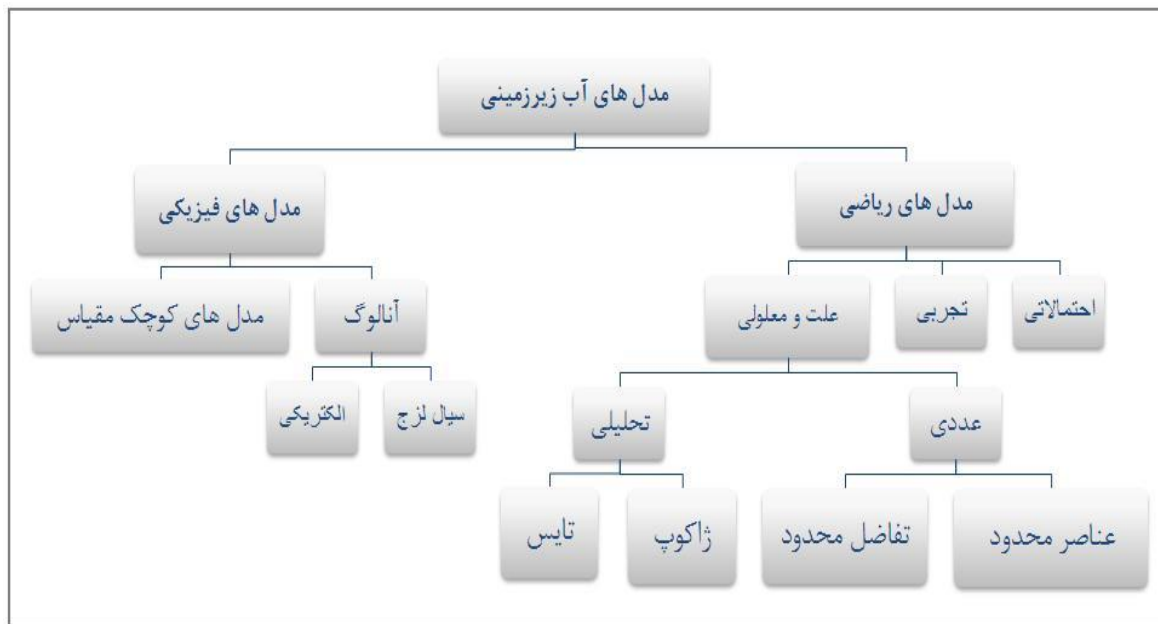 مدل های آب زیرزمینی
مدل های ریاضی
مدل های فیزیکی
احتمالاتی
تجربی
علت و معلولی
آنالوگ
مدل های کوچک مقیاس
عددی
تحلیلی
سیال لزج
الکتریکی
عناصر محدود
تفاضل محدود
ژاکوپ
تایس